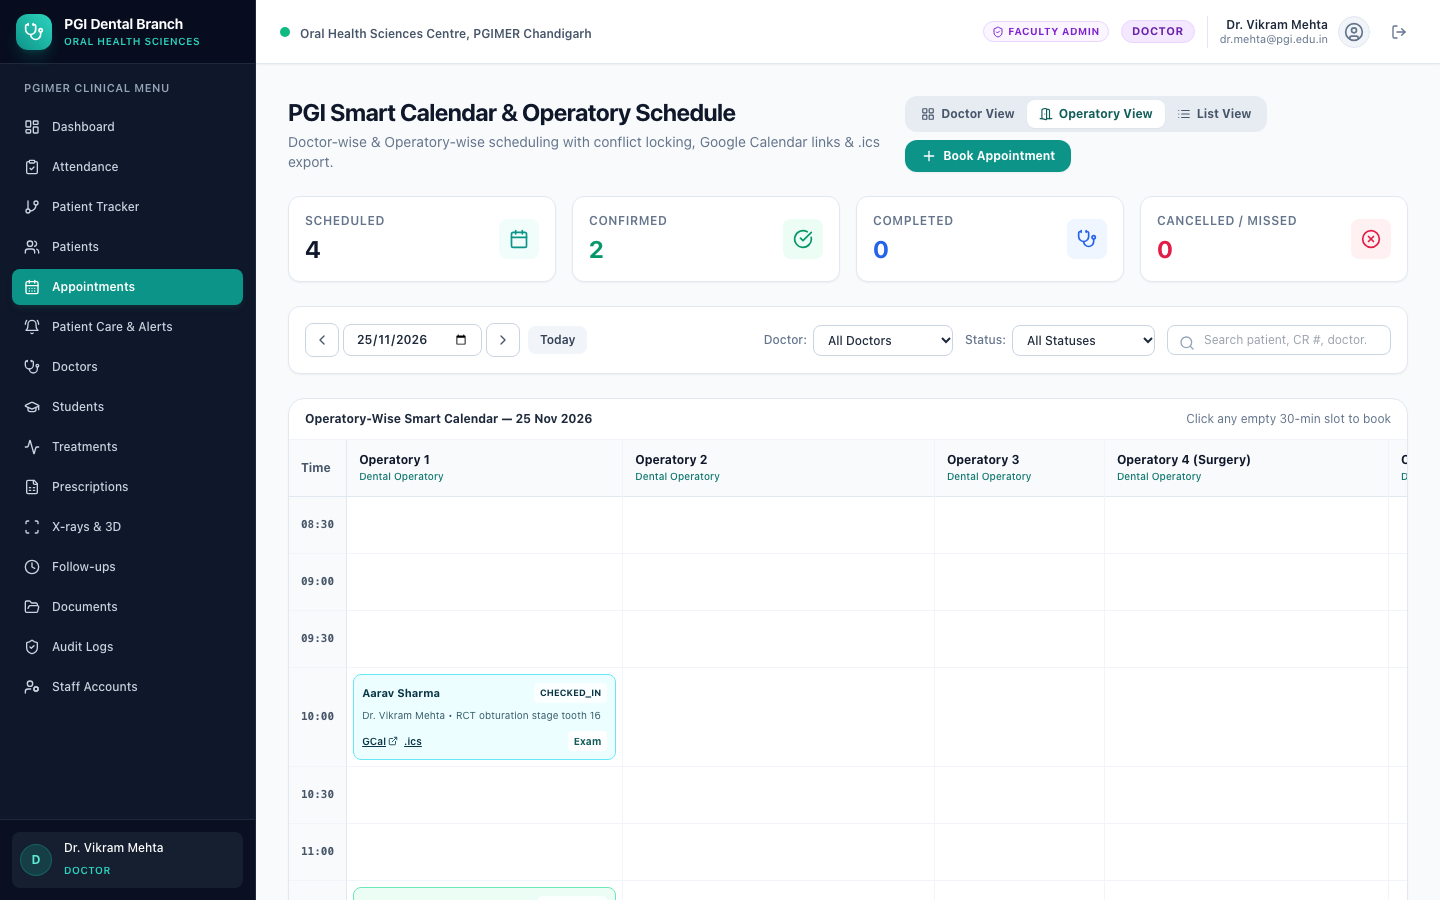 PGI Dental Branch
ORAL HEALTH SCIENCES
PGIMER CLINICAL MENU
Dashboard
Attendance
Patient Tracker
Patients
Appointments
Patient Care & Alerts
Doctors
Students
Treatments
Prescriptions
X-rays & 3D
Follow-ups
Documents
Audit Logs
Staff Accounts
D
Dr. Vikram Mehta
DOCTOR
Oral Health Sciences Centre, PGIMER Chandigarh
FACULTY ADMIN
DOCTOR
Dr. Vikram Mehta
dr.mehta@pgi.edu.in
PGI Smart Calendar & Operatory Schedule
Doctor-wise & Operatory-wise scheduling with conflict locking, Google Calendar links & .ics
export.
Doctor View
Operatory View
List View
Book Appointment
SCHEDULED
4
CONFIRMED
2
COMPLETED
0
CANCELLED / MISSED
0
25/11/2026
Today
Doctor:
All Doctors
Status:
All Statuses
Search patient, CR #, doctor.
Operatory-Wise Smart Calendar — 25 Nov 2026
Click any empty 30-min slot to book
Time
Operatory 1
Dental Operatory
Operatory 2
Dental Operatory
Operatory 3
Dental Operatory
Operatory 4 (Surgery)
Dental Operatory
08:30
09:00
09:30
10:00
Aarav Sharma
CHECKED_IN
Dr. Vikram Mehta • RCT obturation stage tooth 16
GCal
.ics
Exam
10:30
11:00